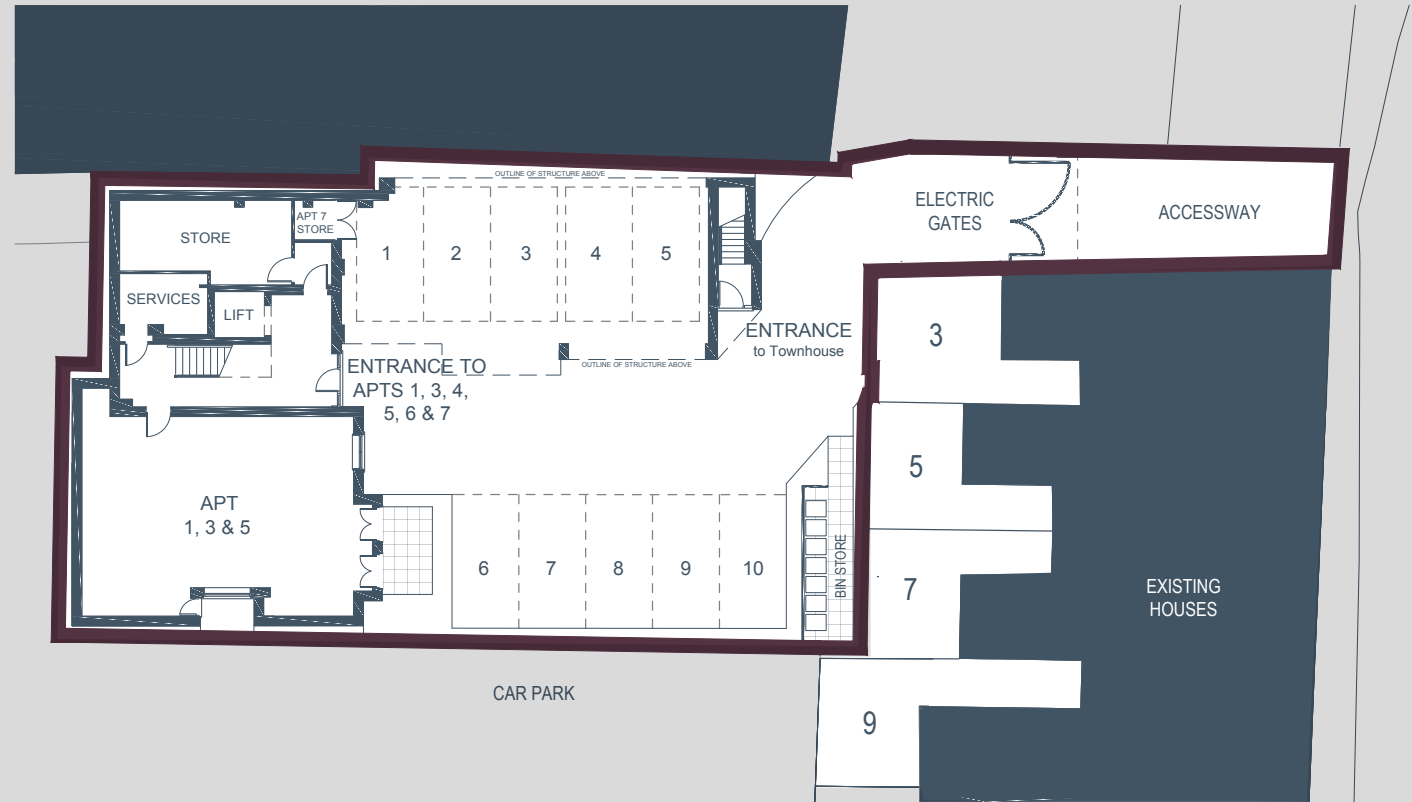 OUTLINE OF STRUCTURE ABOVE
ELECTRIC
GATES
ACCESSWAY
APT 7
STORE
STORE
1
2
3
4
5
SERVICES
LIFT
ENTRANCE
to Townhouse
3
ENTRANCE TO
APTS 1, 3, 4,
5, 6 & 7
OUTLINE OF STRUCTURE ABOVE
5
APT
1, 3 & 5
6
7
8
9
10
BIN STORE
7
EXISTING
HOUSES
CAR PARK
9